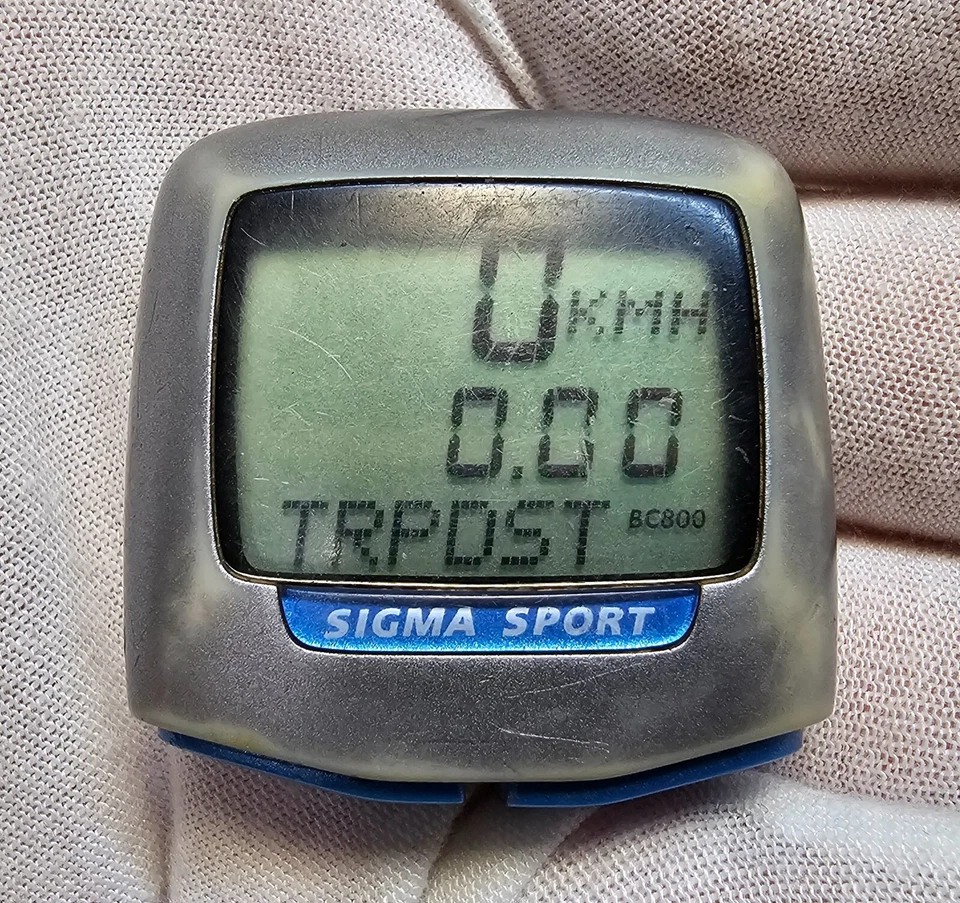 0 KMH
0.00
TRPDST BC800
SIGMA SPORT